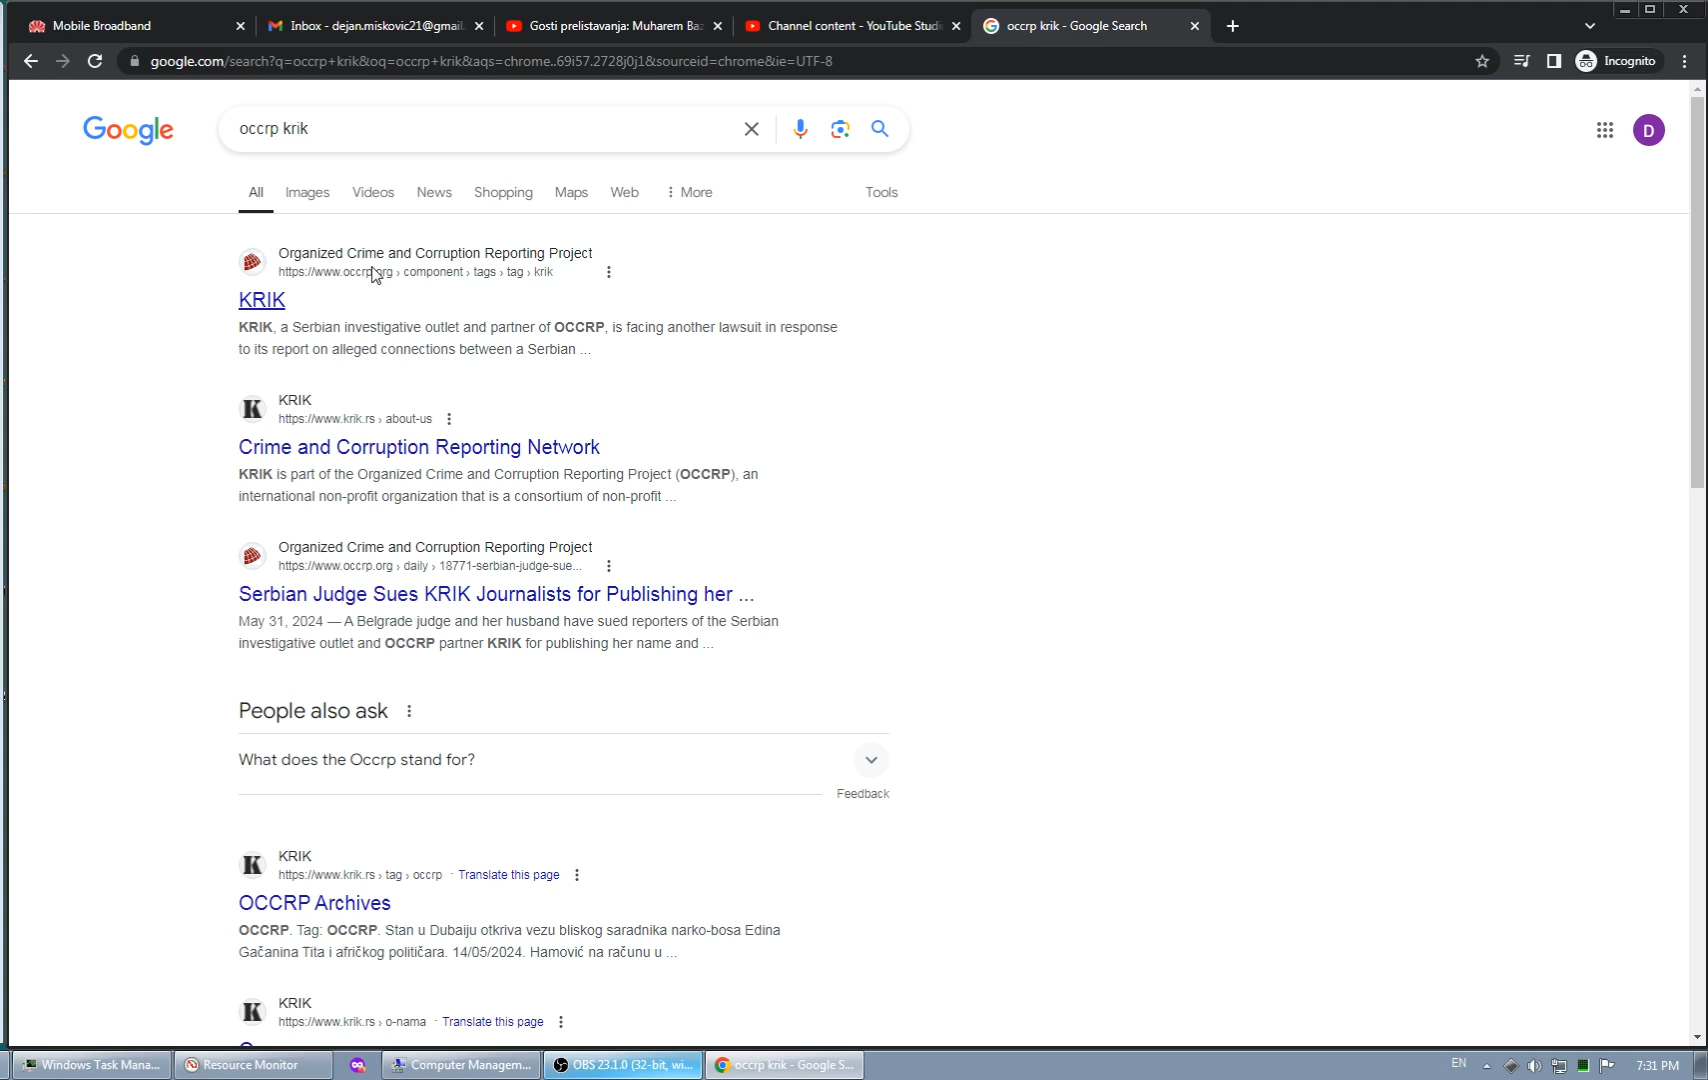 Mobile Broadband
Inbox - dejan.miskovic21@gmail.
Gosti prelistavanja: Muharem Baz
Channel content - YouTube Studi
occrp krik - Google Search
google.com/search?q=occrp+krik&oq=occrp+krik&aqs=chrome..69i57.2728j0j1&sourceid=chrome&ie=UTF-8
Incognito
Google
occrp krik
D
All Images Videos News Shopping Maps Web More Tools
Organized Crime and Corruption Reporting Project
https://www.occrp.org › component › tags › tag › krik
KRIK
KRIK, a Serbian investigative outlet and partner of OCCRP, is facing another lawsuit in response
to its report on alleged connections between a Serbian ...
K
KRIK
https://www.krik.rs › about-us
Crime and Corruption Reporting Network
KRIK is part of the Organized Crime and Corruption Reporting Project (OCCRP), an
international non-profit organization that is a consortium of non-profit ...
Organized Crime and Corruption Reporting Project
https://www.occrp.org › daily › 18771-serbian-judge-sue...
Serbian Judge Sues KRIK Journalists for Publishing her ...
May 31, 2024 — A Belgrade judge and her husband have sued reporters of the Serbian
investigative outlet and OCCRP partner KRIK for publishing her name and ...
People also ask
What does the Occrp stand for?
Feedback
K
KRIK
https://www.krik.rs › tag › occrp · Translate this page
OCCRP Archives
OCCRP. Tag: OCCRP. Stan u Dubaiju otkriva vezu bliskog saradnika narko-bosa Edina
Gačanina Tita i afričkog političara. 14/05/2024. Hamović na računu u ...
K
KRIK
https://www.krik.rs › o-nama · Translate this page
Windows Task Mana...
Resource Monitor
Computer Managem...
OBS 23.1.0 (32-bit, wi...
occrp krik - Google S...
EN
7:31 PM